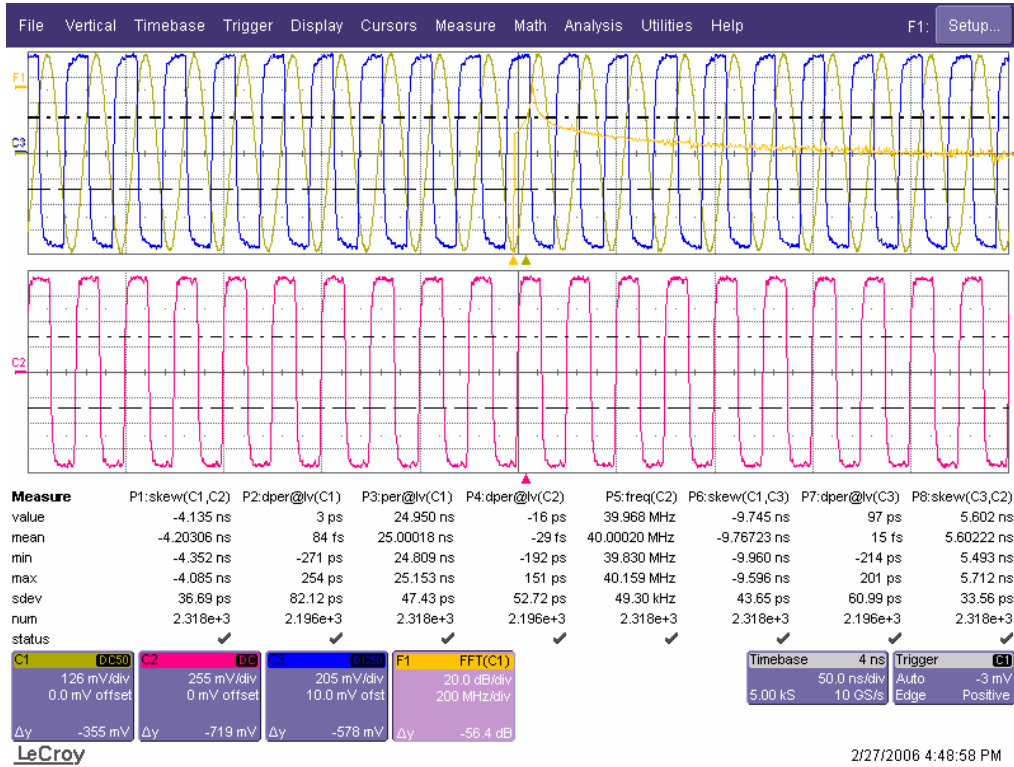 File Vertical Timebase Trigger Display Cursors Measure Math Analysis Utilities Help F1: Setup...
F1
C3
C2
Measure P1:skew(C1,C2) P2:dper@lv(C1) P3:per@lv(C1) P4:dper@lv(C2) P5:freq(C2) P6:skew(C1,C3) P7:dper@lv(C3) P8:skew(C3,C2)
value -4.135 ns 3 ps 24.950 ns -16 ps 39.968 MHz -9.745 ns 97 ps 5.602 ns
mean -4.20306 ns 84 fs 25.00018 ns -29 fs 40.00020 MHz -9.76723 ns 15 fs 5.60222 ns
min -4.352 ns -271 ps 24.809 ns -192 ps 39.830 MHz -9.960 ns -214 ps 5.493 ns
max -4.085 ns 254 ps 25.153 ns 151 ps 40.159 MHz -9.596 ns 201 ps 5.712 ns
sdev 36.69 ps 82.12 ps 47.43 ps 52.72 ps 49.30 kHz 43.65 ps 60.99 ps 33.56 ps
num 2.318e+3 2.196e+3 2.318e+3 2.196e+3 2.318e+3 2.318e+3 2.196e+3 2.318e+3
status
C1 DC50 C2 DC C3 DC50 F1 FFT(C1) Timebase 4 ns Trigger C1
126 mV/div 255 mV/div 205 mV/div 20.0 dB/div 50.0 ns/div Auto -3 mV
0.0 mV offset 0 mV offset 10.0 mV ofst 200 MHz/div 5.00 kS 10 GS/s Edge Positive
Δy -355 mV Δy -719 mV Δy -578 mV Δy -56.4 dB
LeCroy 2/27/2006 4:48:58 PM